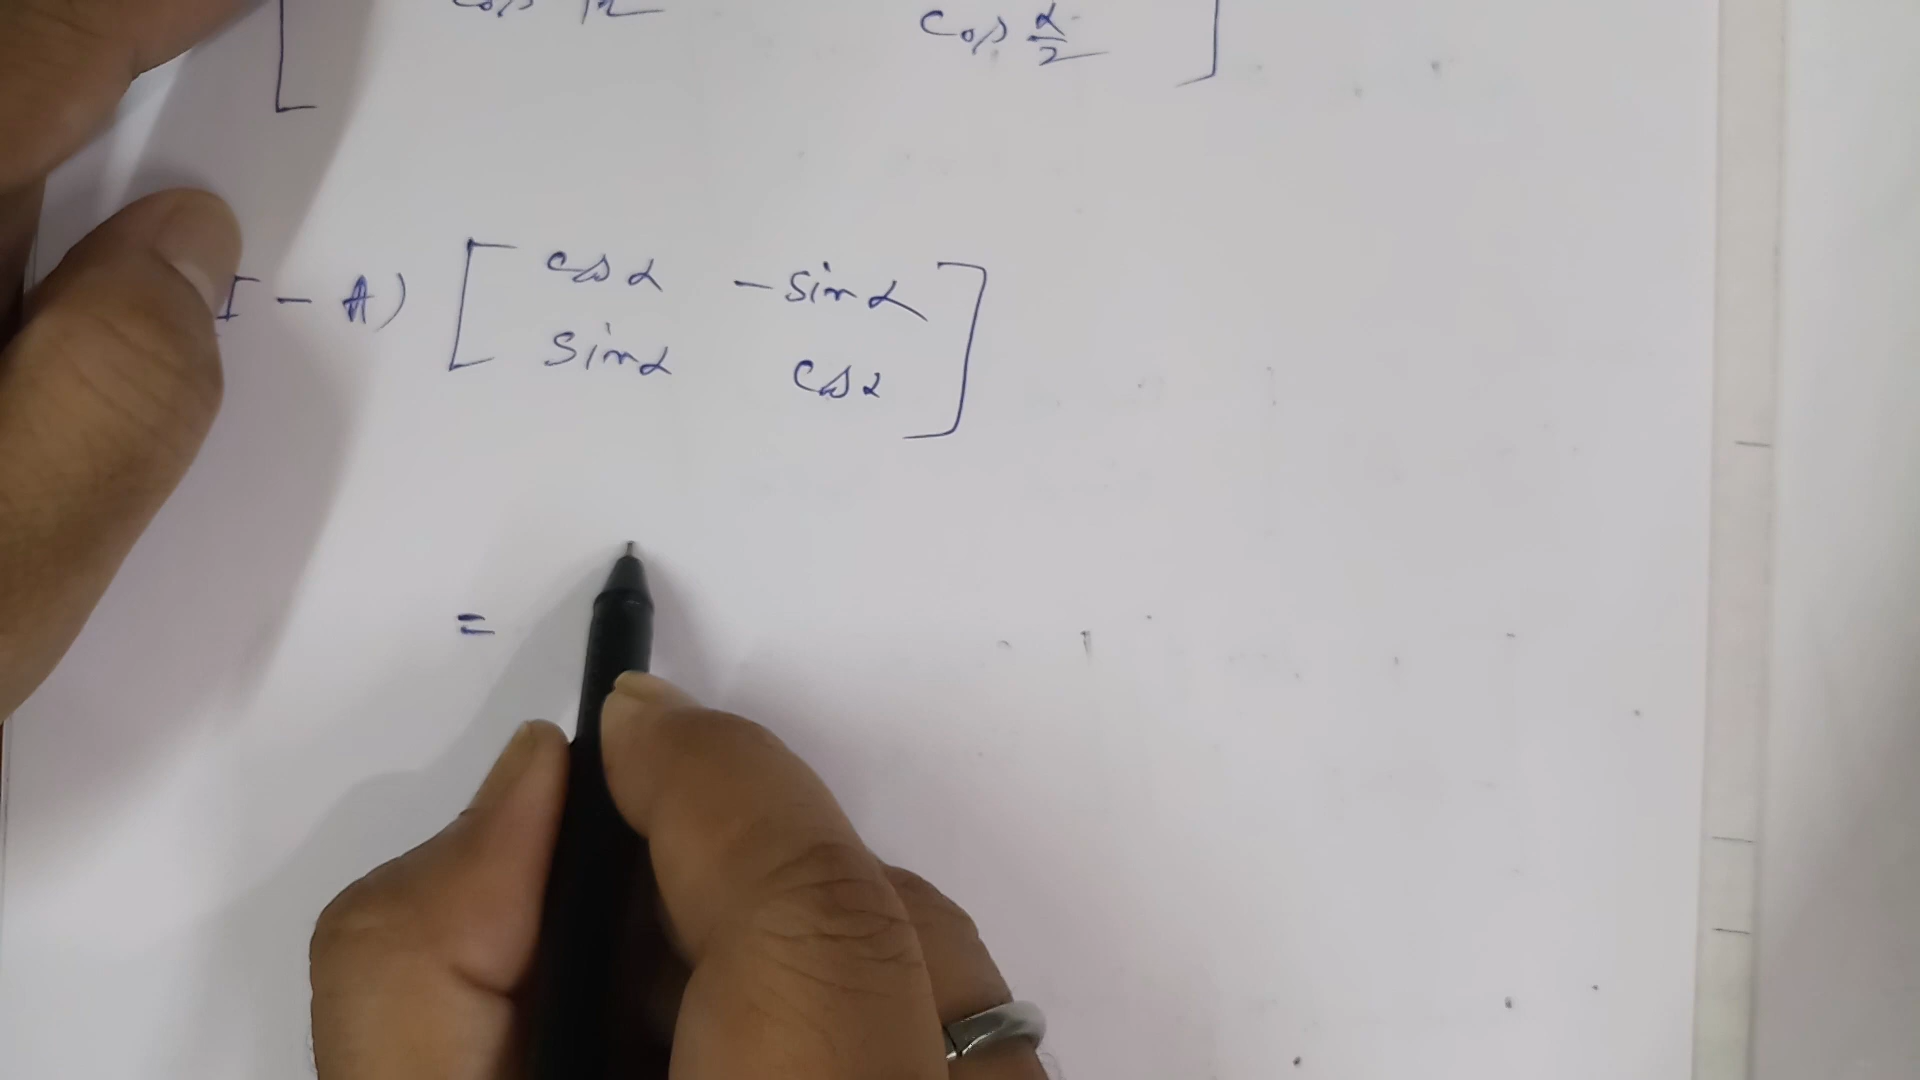 cos α/2
I - A) [ cos α - sin α
sin α cos α ]
=